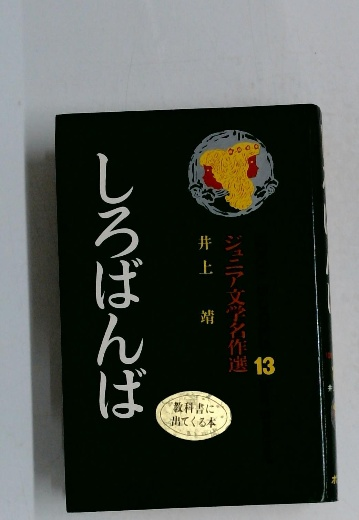 しろばんば
井上 靖
ジュニア文学名作選 13
教科書に
出てくる本